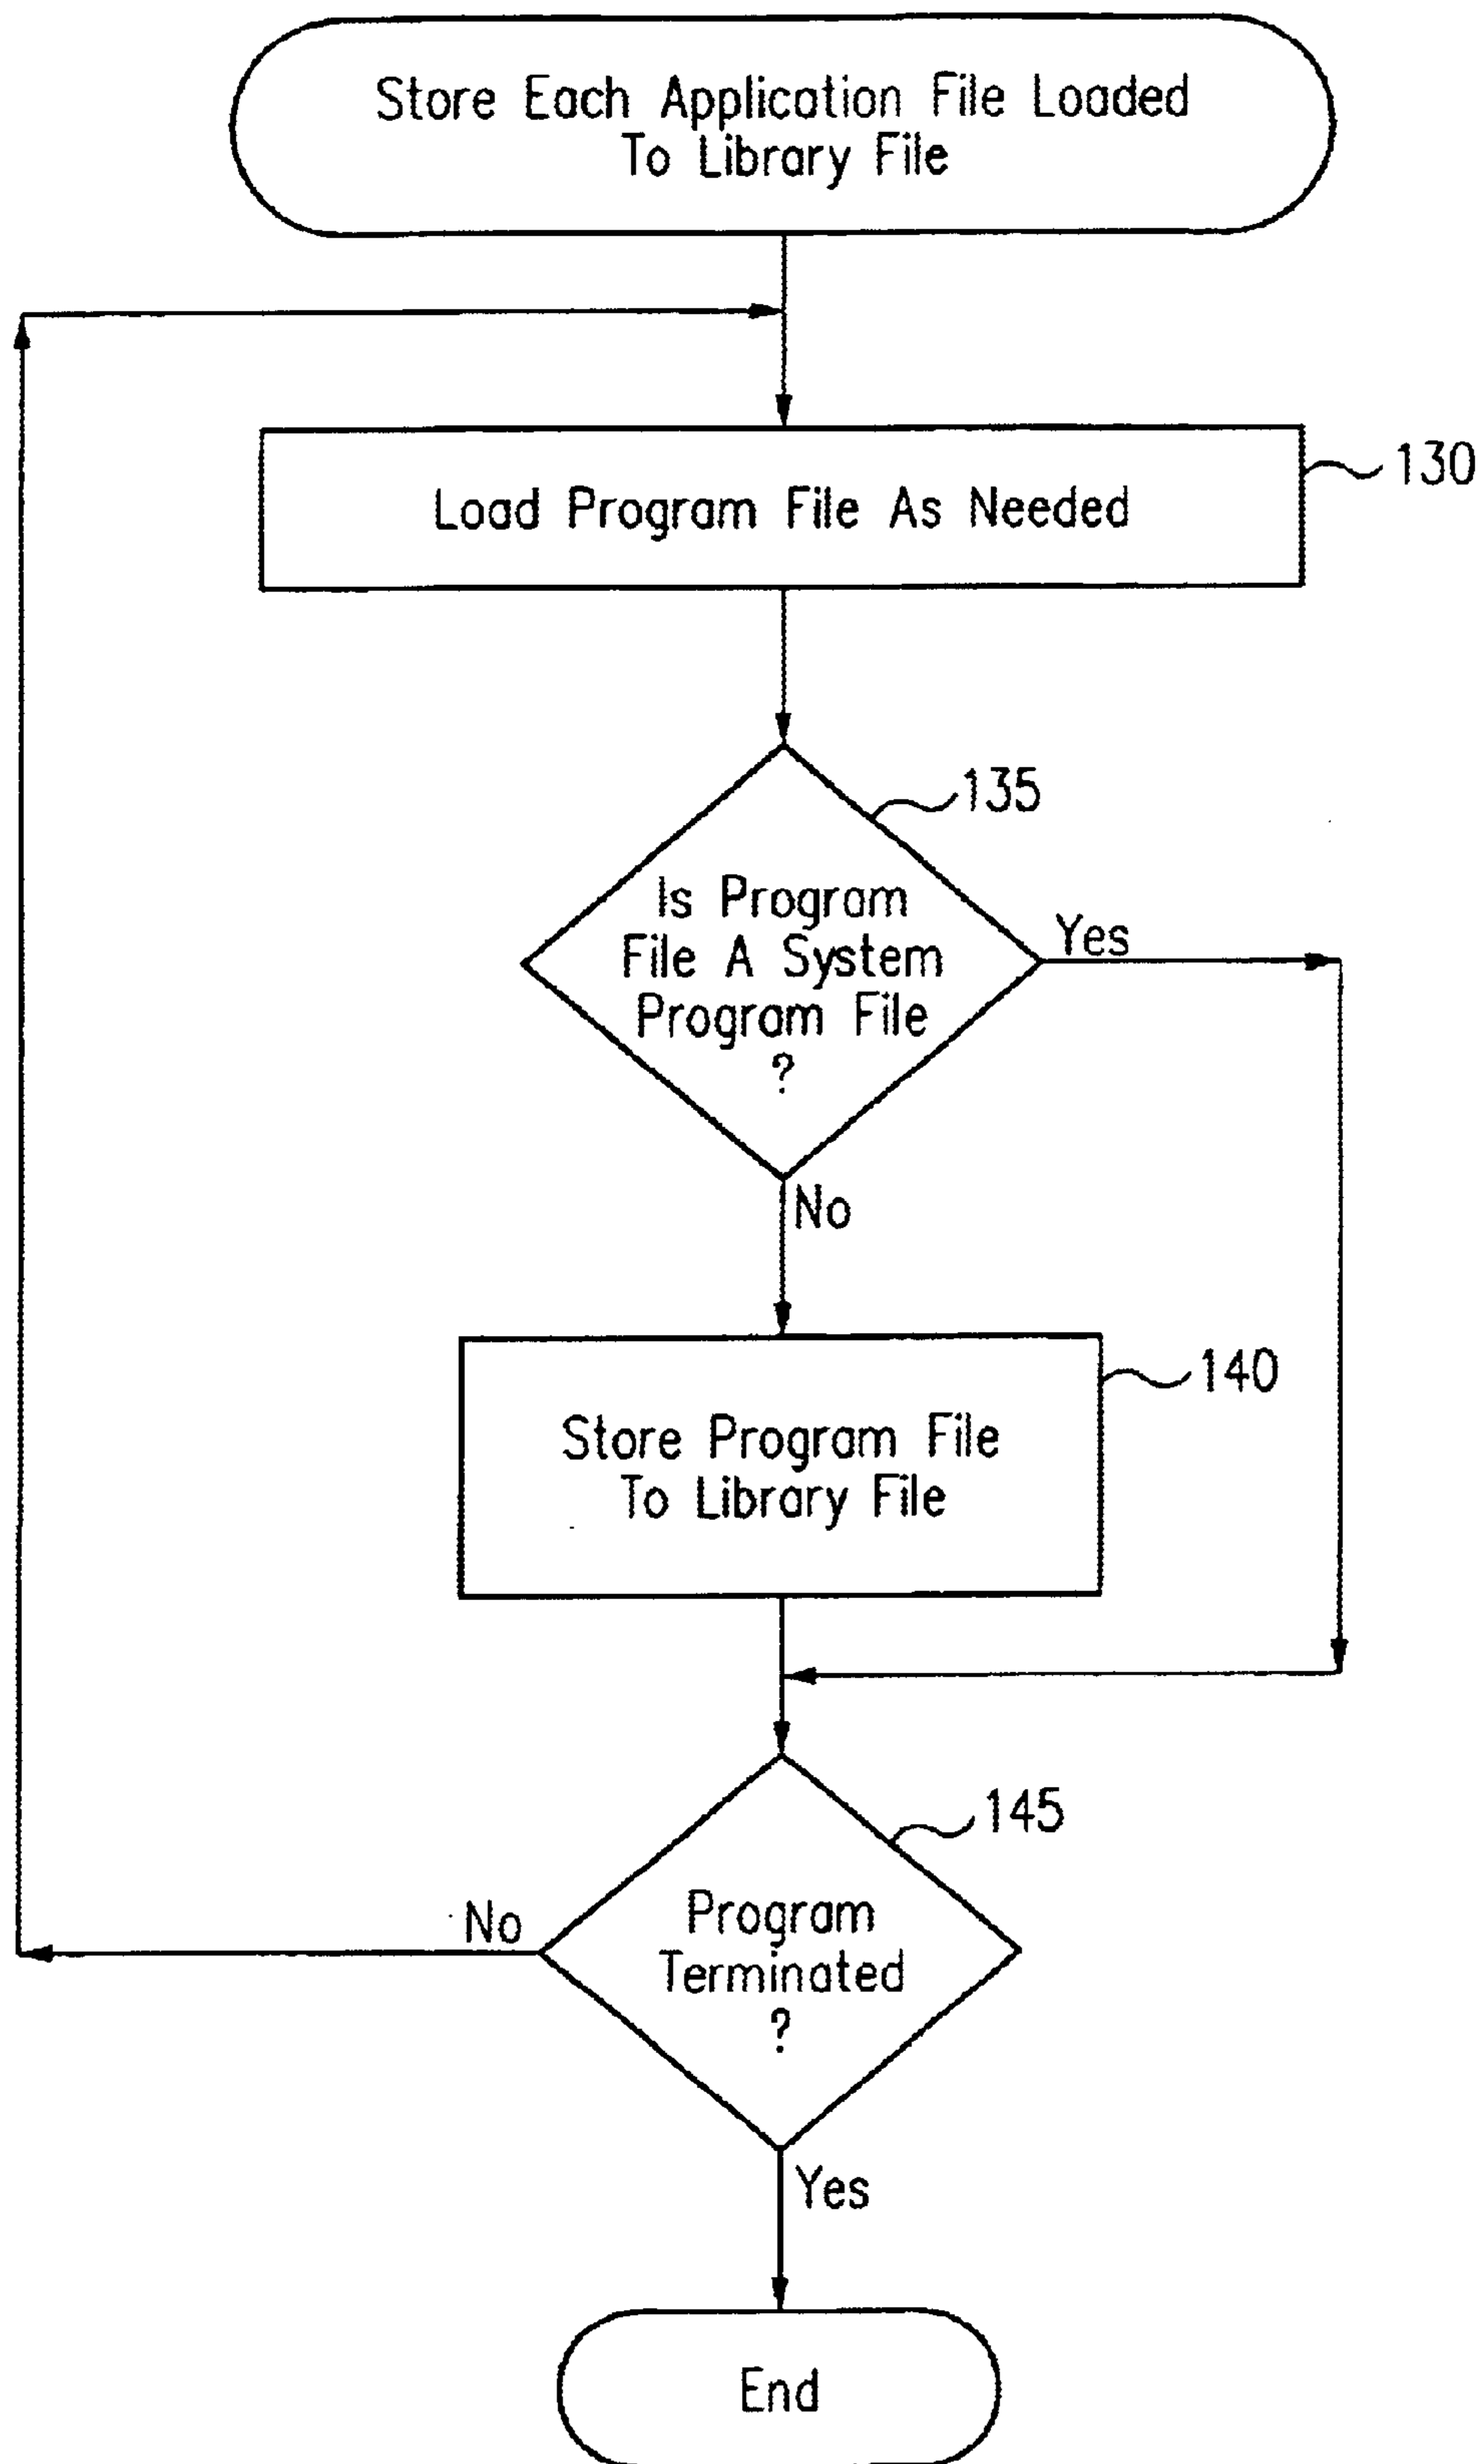 Store Each Application File Loaded
To Library File
Load Program File As Needed
130
135
Is Program
File A System
Program File
?
Yes
No
140
Store Program File
To Library File
145
No
Program
Terminated
?
Yes
End